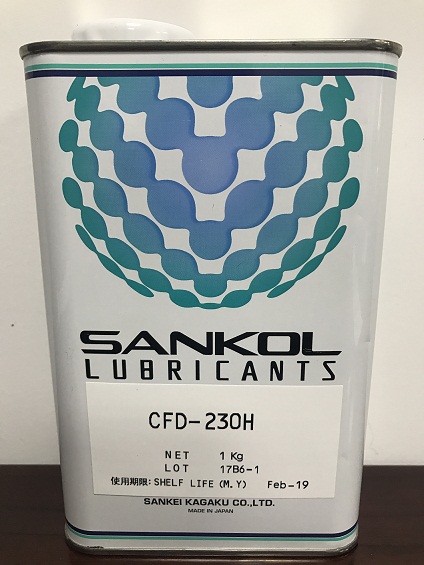 SANKOL
LUBRICANTS
CFD-230H
NET 1 Kg
LOT 17B6-1
使用期限: SHELF LIFE (M.Y) Feb-19
SANKEI KAGAKU CO.,LTD.
MADE IN JAPAN